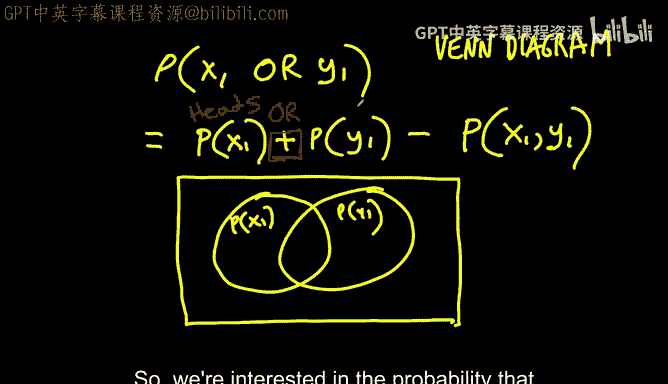 GPT中英字幕课程资源@bilibili.com
GPT中英字幕课程资源 bilibili
VENN DIAGRAM
P(x₁ OR y₁)
Heads OR
= P(x₁) + P(y₁) - P(x₁,y₁)
P(x₁) P(y₁)
So, we're interested in the probability that